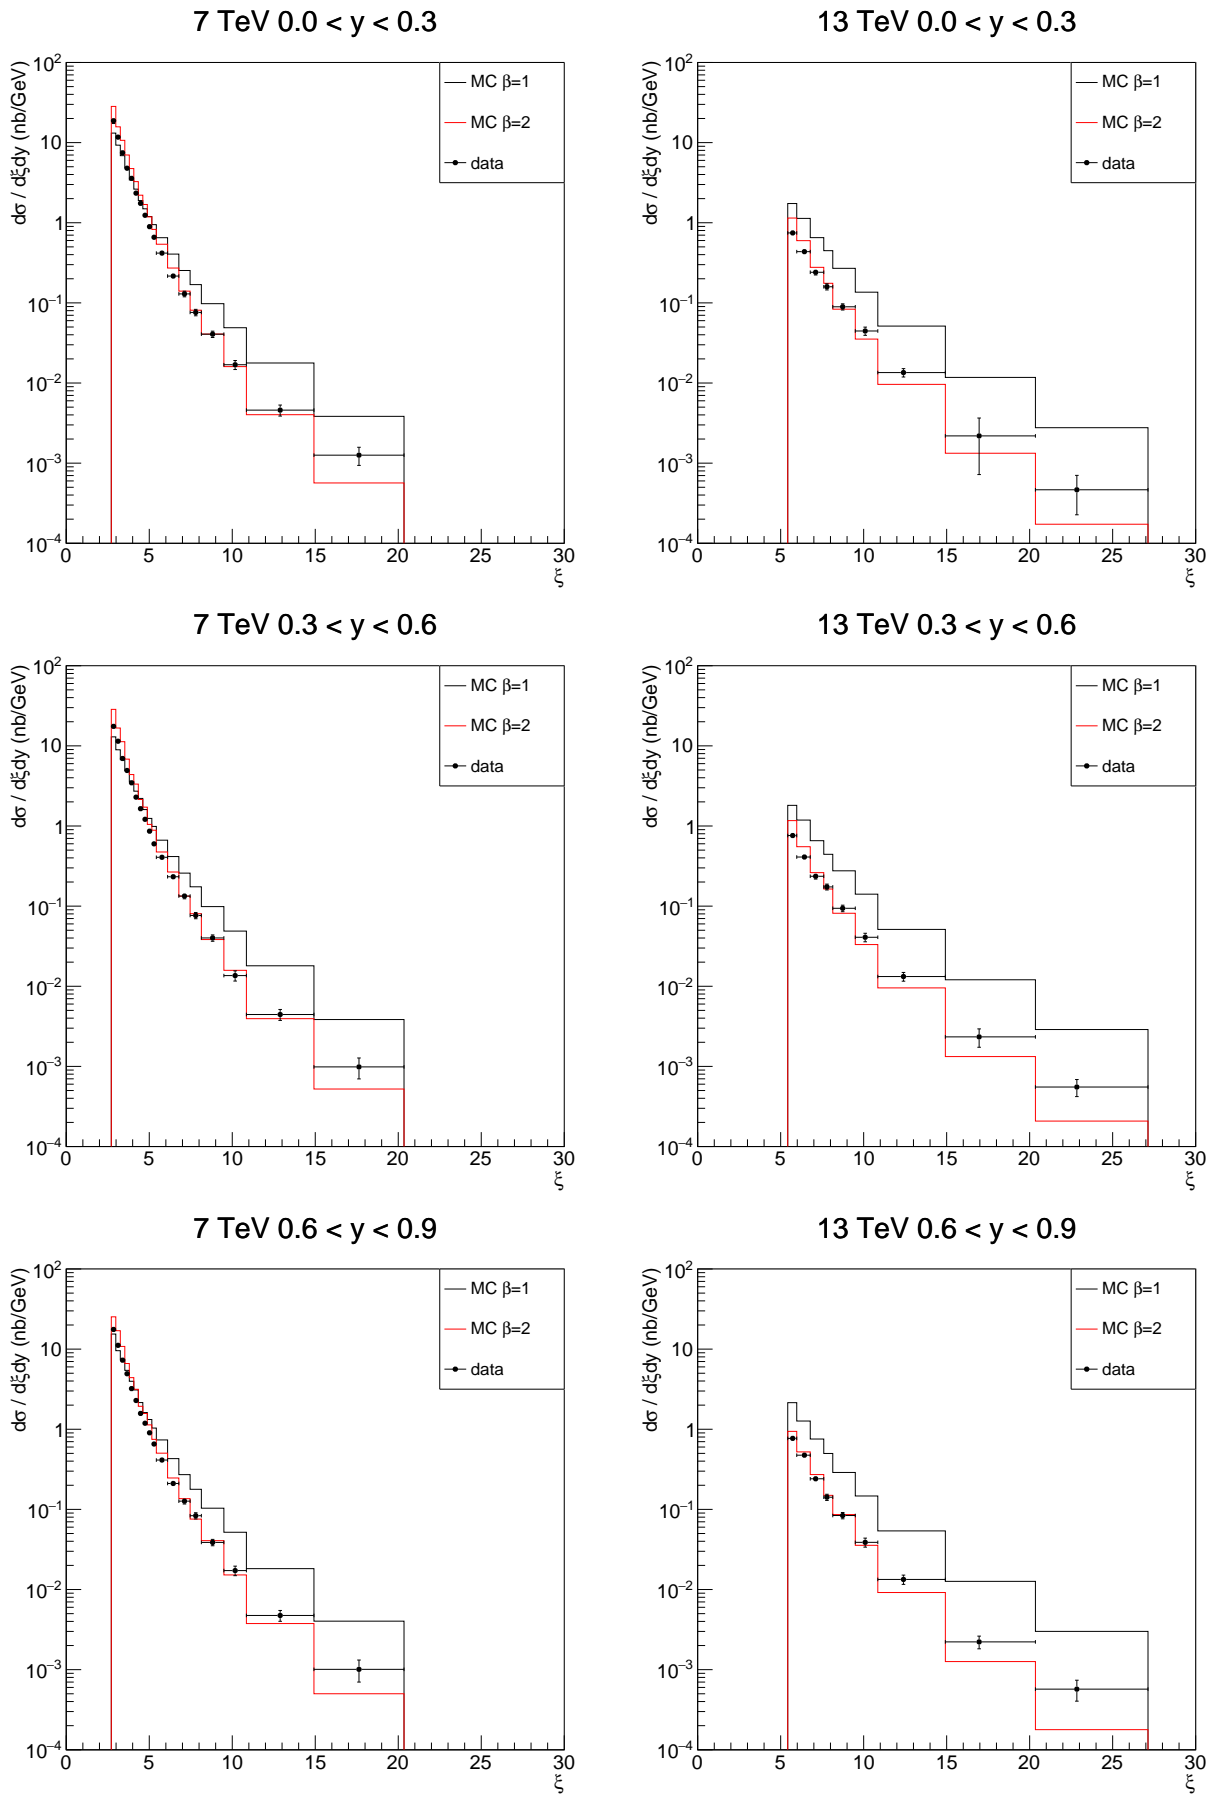 7 TeV 0.0 < y < 0.3
dσ / dξdy (nb/GeV)
10²
10
1
10⁻¹
10⁻²
10⁻³
10⁻⁴
MC β=1
MC β=2
data
0 5 10 15 20 25 30
ξ
13 TeV 0.0 < y < 0.3
dσ / dξdy (nb/GeV)
10²
10
1
10⁻¹
10⁻²
10⁻³
10⁻⁴
MC β=1
MC β=2
data
0 5 10 15 20 25 30
ξ
7 TeV 0.3 < y < 0.6
dσ / dξdy (nb/GeV)
10²
10
1
10⁻¹
10⁻²
10⁻³
10⁻⁴
MC β=1
MC β=2
data
0 5 10 15 20 25 30
ξ
13 TeV 0.3 < y < 0.6
dσ / dξdy (nb/GeV)
10²
10
1
10⁻¹
10⁻²
10⁻³
10⁻⁴
MC β=1
MC β=2
data
0 5 10 15 20 25 30
ξ
7 TeV 0.6 < y < 0.9
dσ / dξdy (nb/GeV)
10²
10
1
10⁻¹
10⁻²
10⁻³
10⁻⁴
MC β=1
MC β=2
data
0 5 10 15 20 25 30
ξ
13 TeV 0.6 < y < 0.9
dσ / dξdy (nb/GeV)
10²
10
1
10⁻¹
10⁻²
10⁻³
10⁻⁴
MC β=1
MC β=2
data
0 5 10 15 20 25 30
ξ